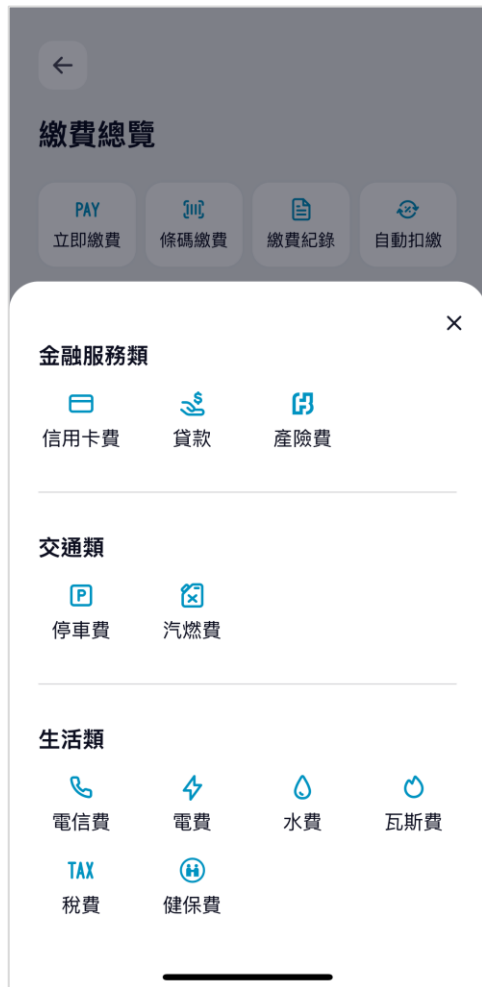 繳費總覽
PAY
立即繳費 條碼繳費 繳費紀錄 自動扣繳
金融服務類
信用卡費 貸款 產險費
交通類
P
停車費 汽燃費
生活類
電信費 電費 水費 瓦斯費
TAX
稅費 健保費